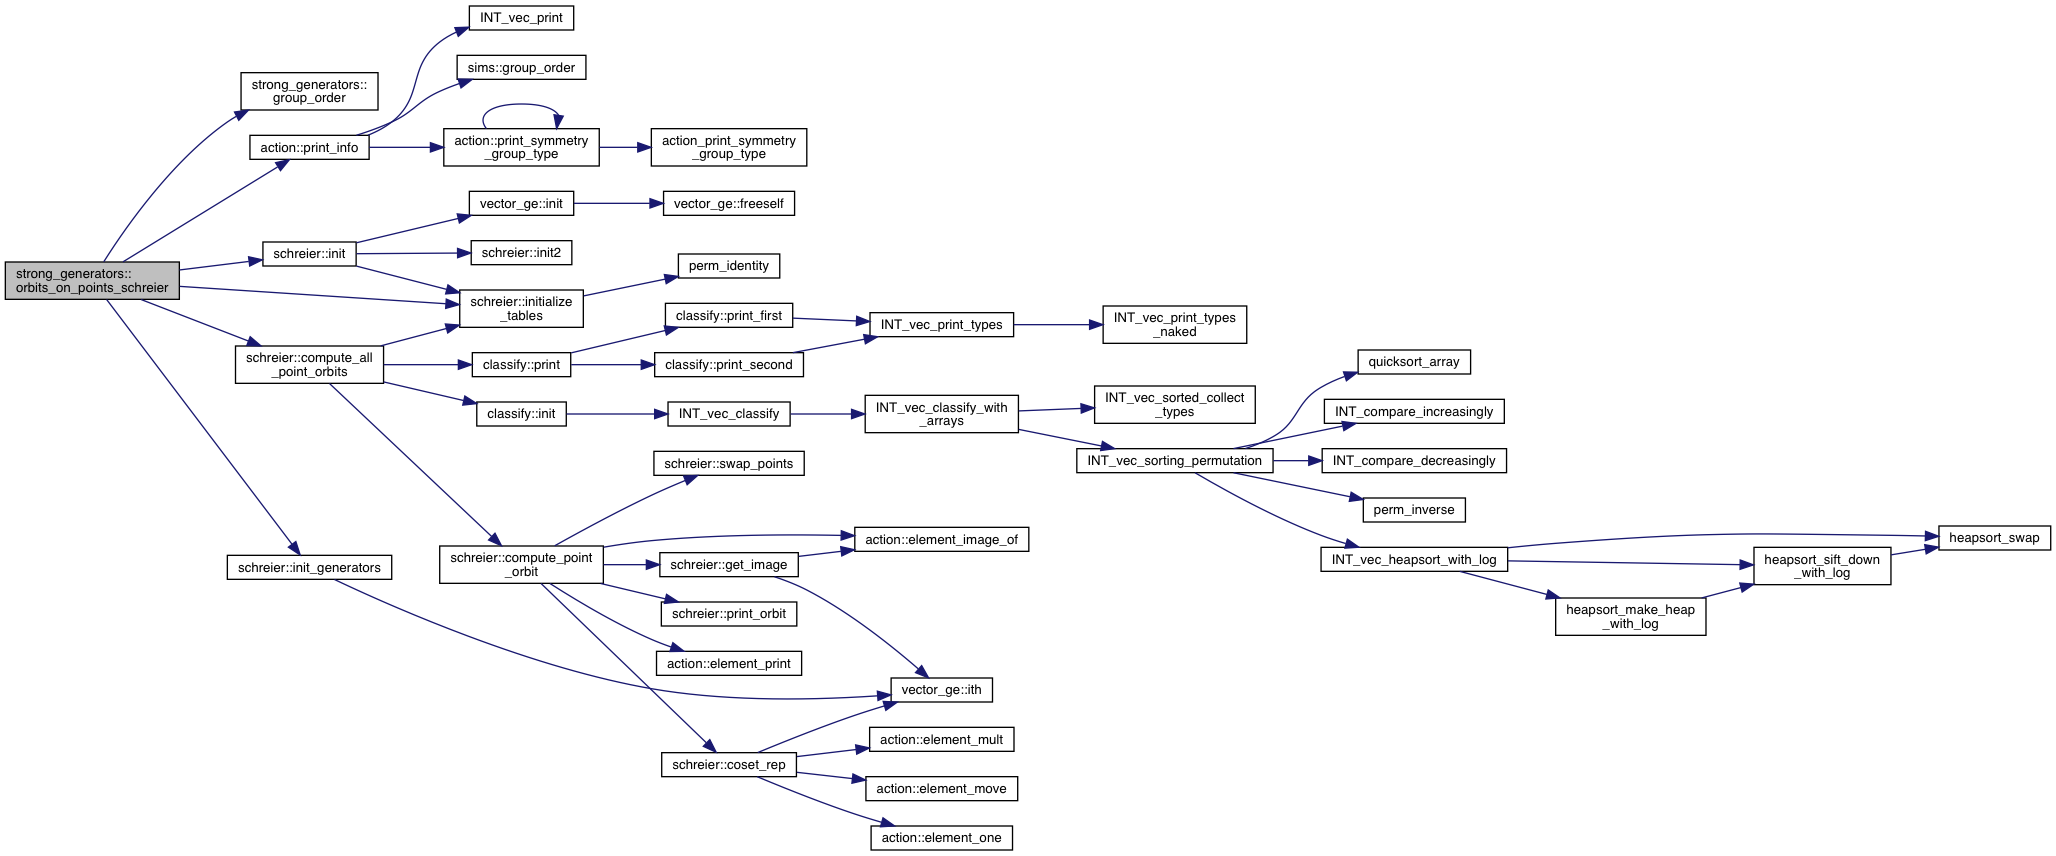 strong_generators::
orbits_on_points_schreier
strong_generators::
group_order
action::print_info
INT_vec_print
sims::group_order
action::print_symmetry
_group_type
action_print_symmetry
_group_type
schreier::init
vector_ge::init
vector_ge::freeself
schreier::init2
schreier::initialize
_tables
perm_identity
schreier::compute_all
_point_orbits
classify::print
classify::print_first
classify::print_second
INT_vec_print_types
INT_vec_print_types
_naked
classify::init
INT_vec_classify
INT_vec_classify_with
_arrays
INT_vec_sorted_collect
_types
INT_vec_sorting_permutation
quicksort_array
INT_compare_increasingly
INT_compare_decreasingly
perm_inverse
INT_vec_heapsort_with_log
heapsort_swap
heapsort_sift_down
_with_log
heapsort_make_heap
_with_log
schreier::compute_point
_orbit
schreier::swap_points
action::element_image_of
schreier::get_image
schreier::print_orbit
action::element_print
schreier::init_generators
vector_ge::ith
schreier::coset_rep
action::element_mult
action::element_move
action::element_one